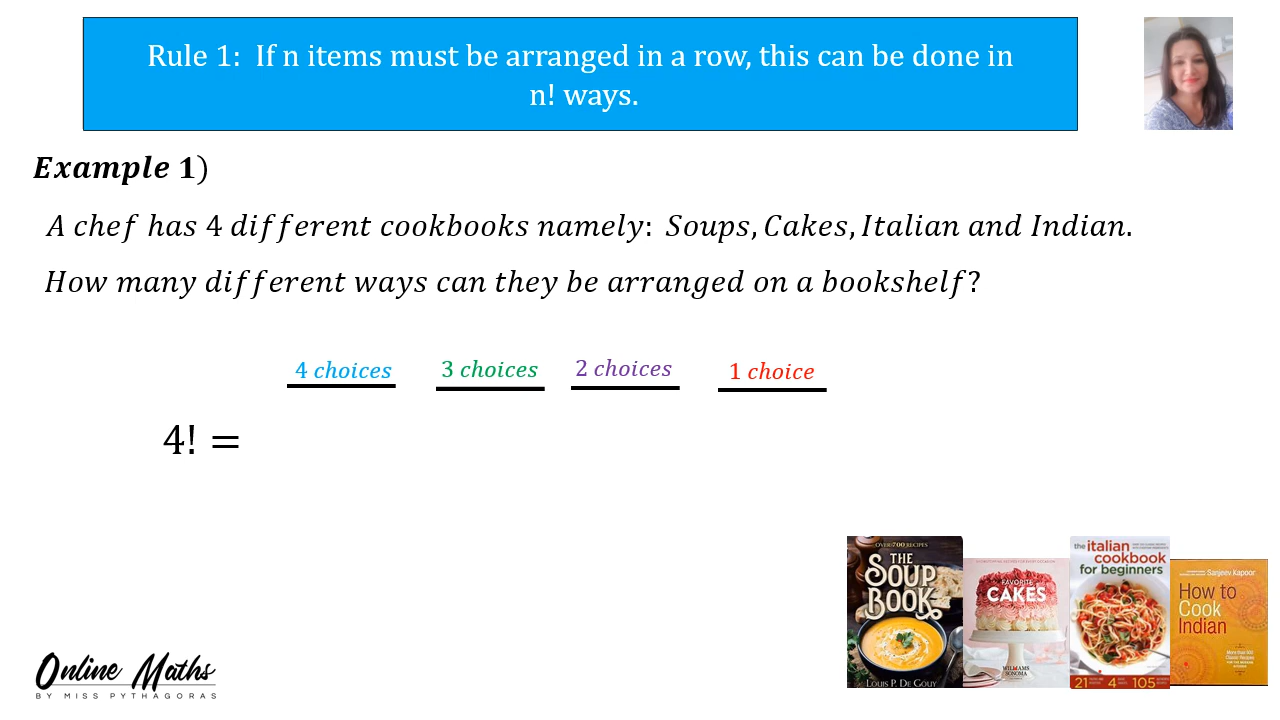 Rule 1: If n items must be arranged in a row, this can be done in
n! ways.
Example 1)
A chef has 4 different cookbooks namely: Soups, Cakes, Italian and Indian.
How many different ways can they be arranged on a bookshelf?
4 choices 3 choices 2 choices 1 choice
4! =
OVER 700 RECIPES
THE
SOUP
BOOK
LOUIS P. DE GOUY
FAVORITE
CAKES
WILLIAMS
SONOMA
the italian
cookbook
for beginners
21 4 105
Sanjeev Kapoor
How to
Cook
Indian
Online Maths
BY MISS PYTHAGORAS